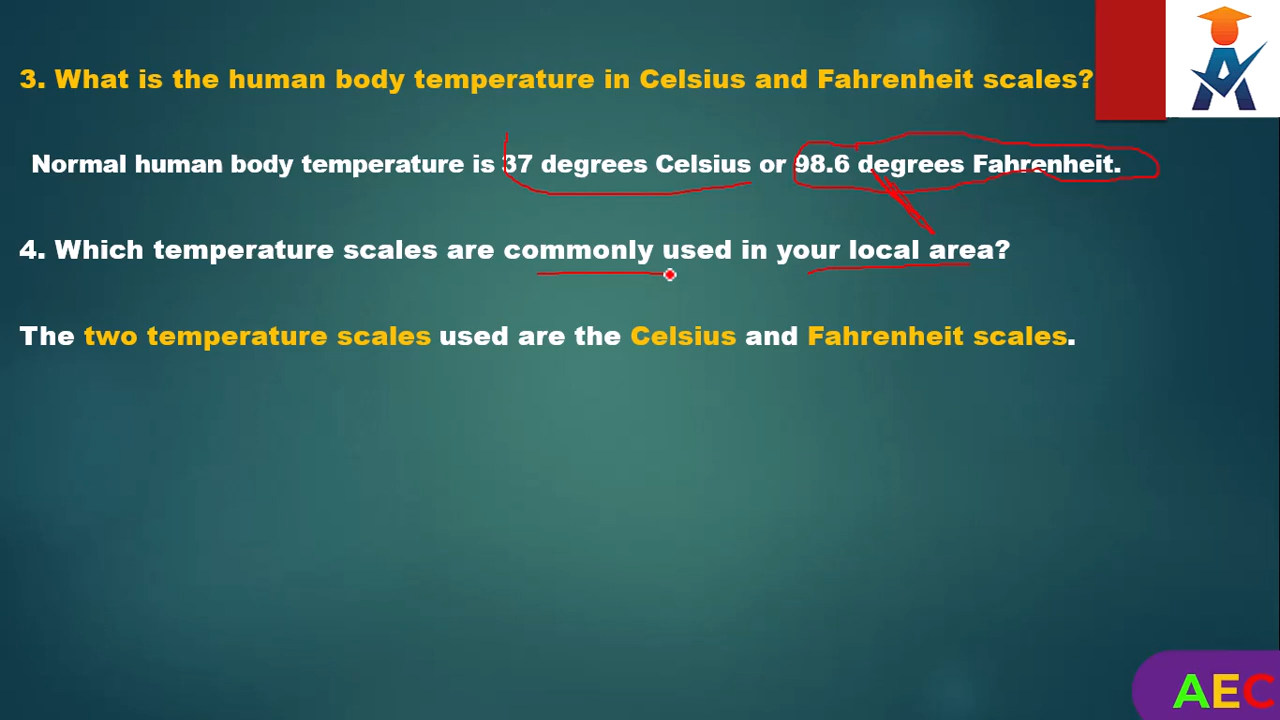 3. What is the human body temperature in Celsius and Fahrenheit scales?
Normal human body temperature is 37 degrees Celsius or 98.6 degrees Fahrenheit.
4. Which temperature scales are commonly used in your local area?
The two temperature scales used are the Celsius and Fahrenheit scales.
AEC